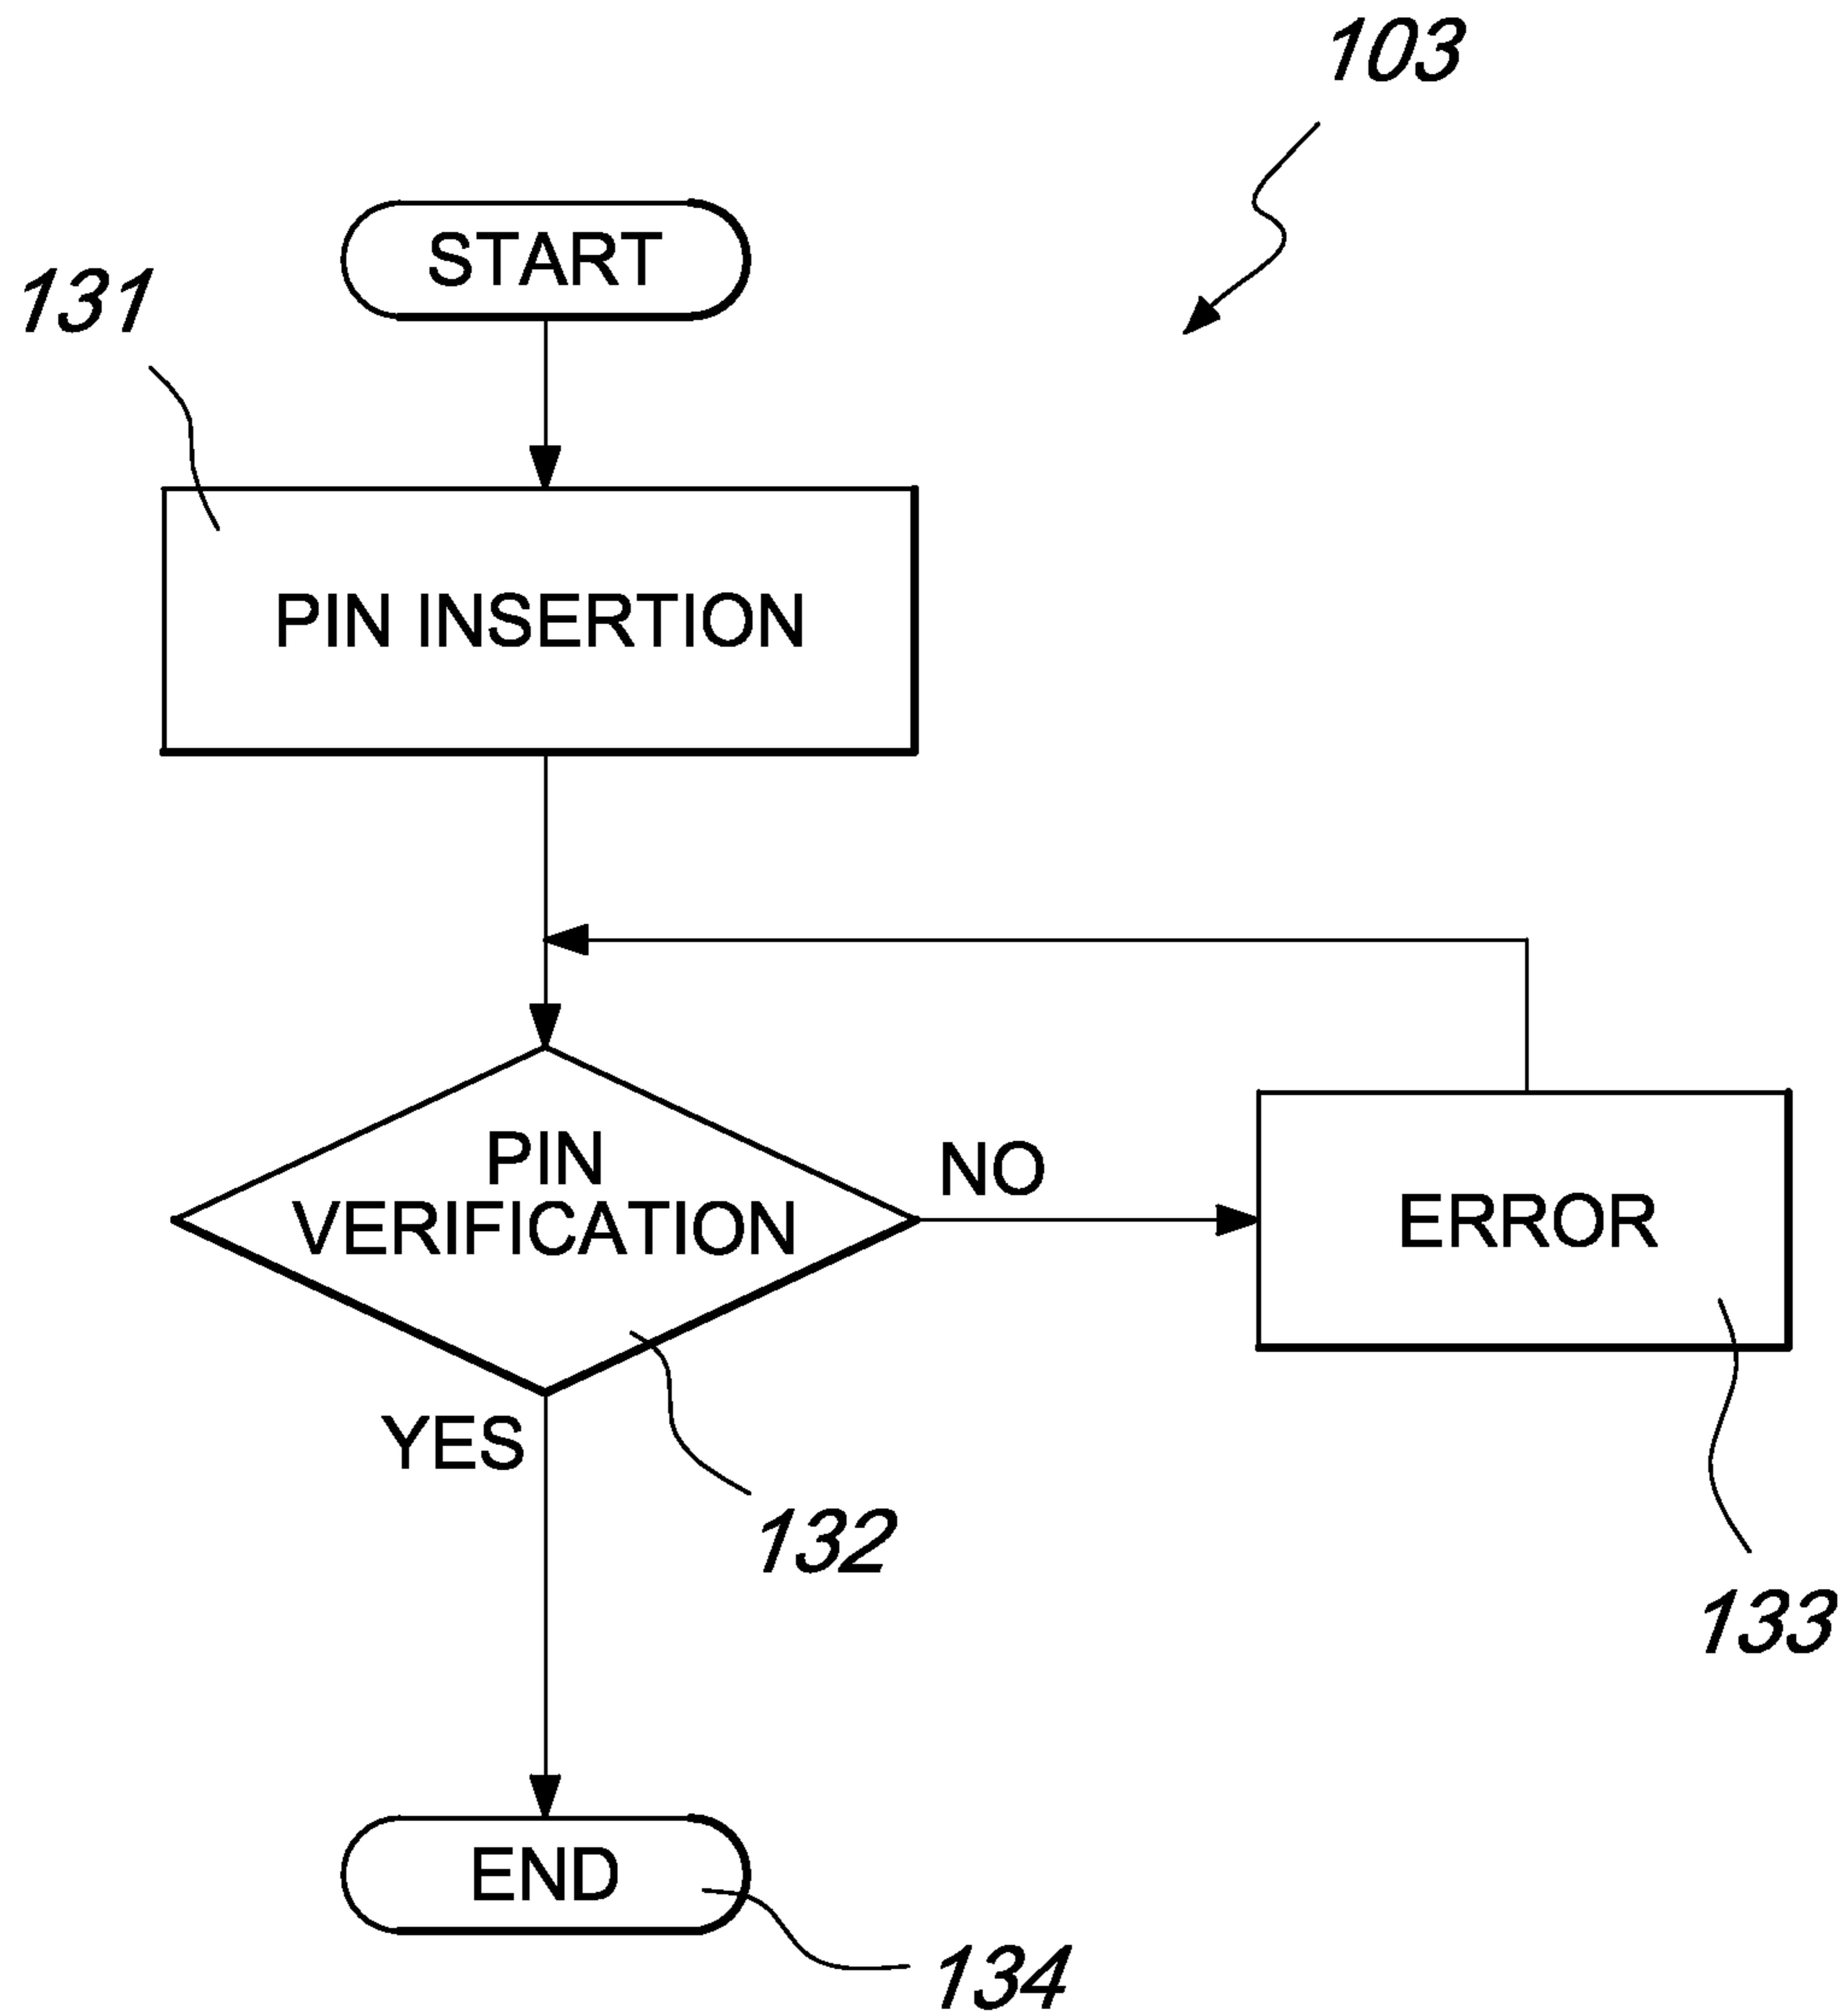 103
START
131
PIN INSERTION
PIN
VERIFICATION
NO
ERROR
YES
132
133
END
134